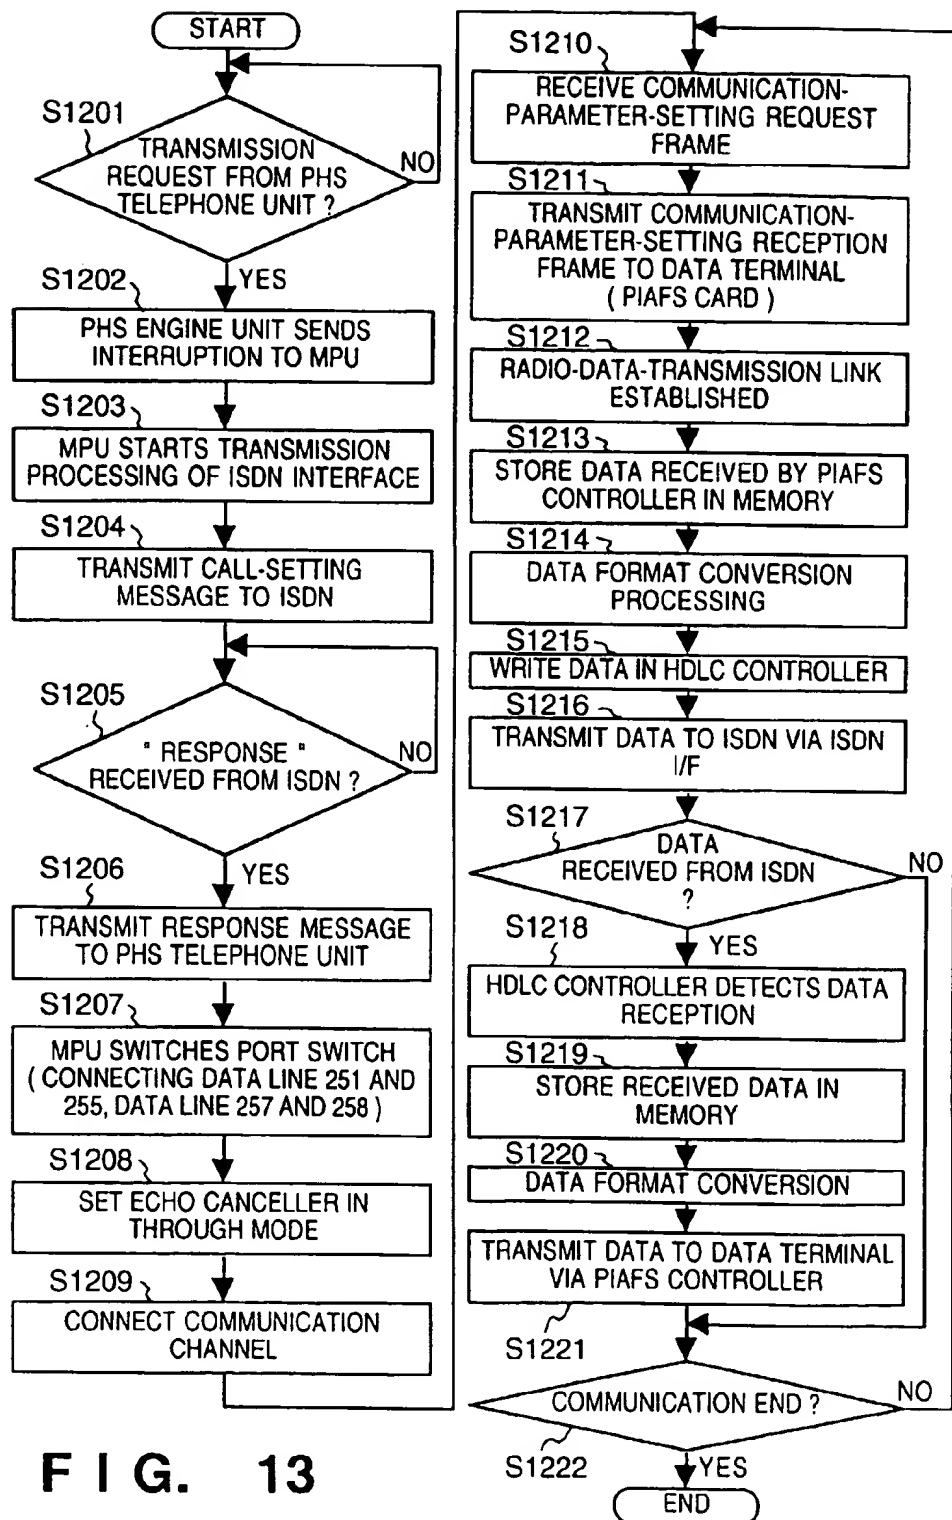 START
S1201
TRANSMISSION
REQUEST FROM PHS
TELEPHONE UNIT ?
NO
YES
S1202
PHS ENGINE UNIT SENDS
INTERRUPTION TO MPU
S1203
MPU STARTS TRANSMISSION
PROCESSING OF ISDN INTERFACE
S1204
TRANSMIT CALL-SETTING
MESSAGE TO ISDN
S1205
" RESPONSE "
RECEIVED FROM ISDN ?
NO
YES
S1206
TRANSMIT RESPONSE MESSAGE
TO PHS TELEPHONE UNIT
S1207
MPU SWITCHES PORT SWITCH
( CONNECTING DATA LINE 251 AND
255, DATA LINE 257 AND 258 )
S1208
SET ECHO CANCELLER IN
THROUGH MODE
S1209
CONNECT COMMUNICATION
CHANNEL
S1210
RECEIVE COMMUNICATION-
PARAMETER-SETTING REQUEST
FRAME
S1211
TRANSMIT COMMUNICATION-
PARAMETER-SETTING RECEPTION
FRAME TO DATA TERMINAL
( PIAFS CARD )
S1212
RADIO-DATA-TRANSMISSION LINK
ESTABLISHED
S1213
STORE DATA RECEIVED BY PIAFS
CONTROLLER IN MEMORY
S1214
DATA FORMAT CONVERSION
PROCESSING
S1215
WRITE DATA IN HDLC CONTROLLER
S1216
TRANSMIT DATA TO ISDN VIA ISDN
I/F
S1217
DATA
RECEIVED FROM ISDN
?
NO
YES
S1218
HDLC CONTROLLER DETECTS DATA
RECEPTION
S1219
STORE RECEIVED DATA IN
MEMORY
S1220
DATA FORMAT CONVERSION
TRANSMIT DATA TO DATA TERMINAL
VIA PIAFS CONTROLLER
S1221
COMMUNICATION END ?
NO
S1222
YES
END
FIG. 13